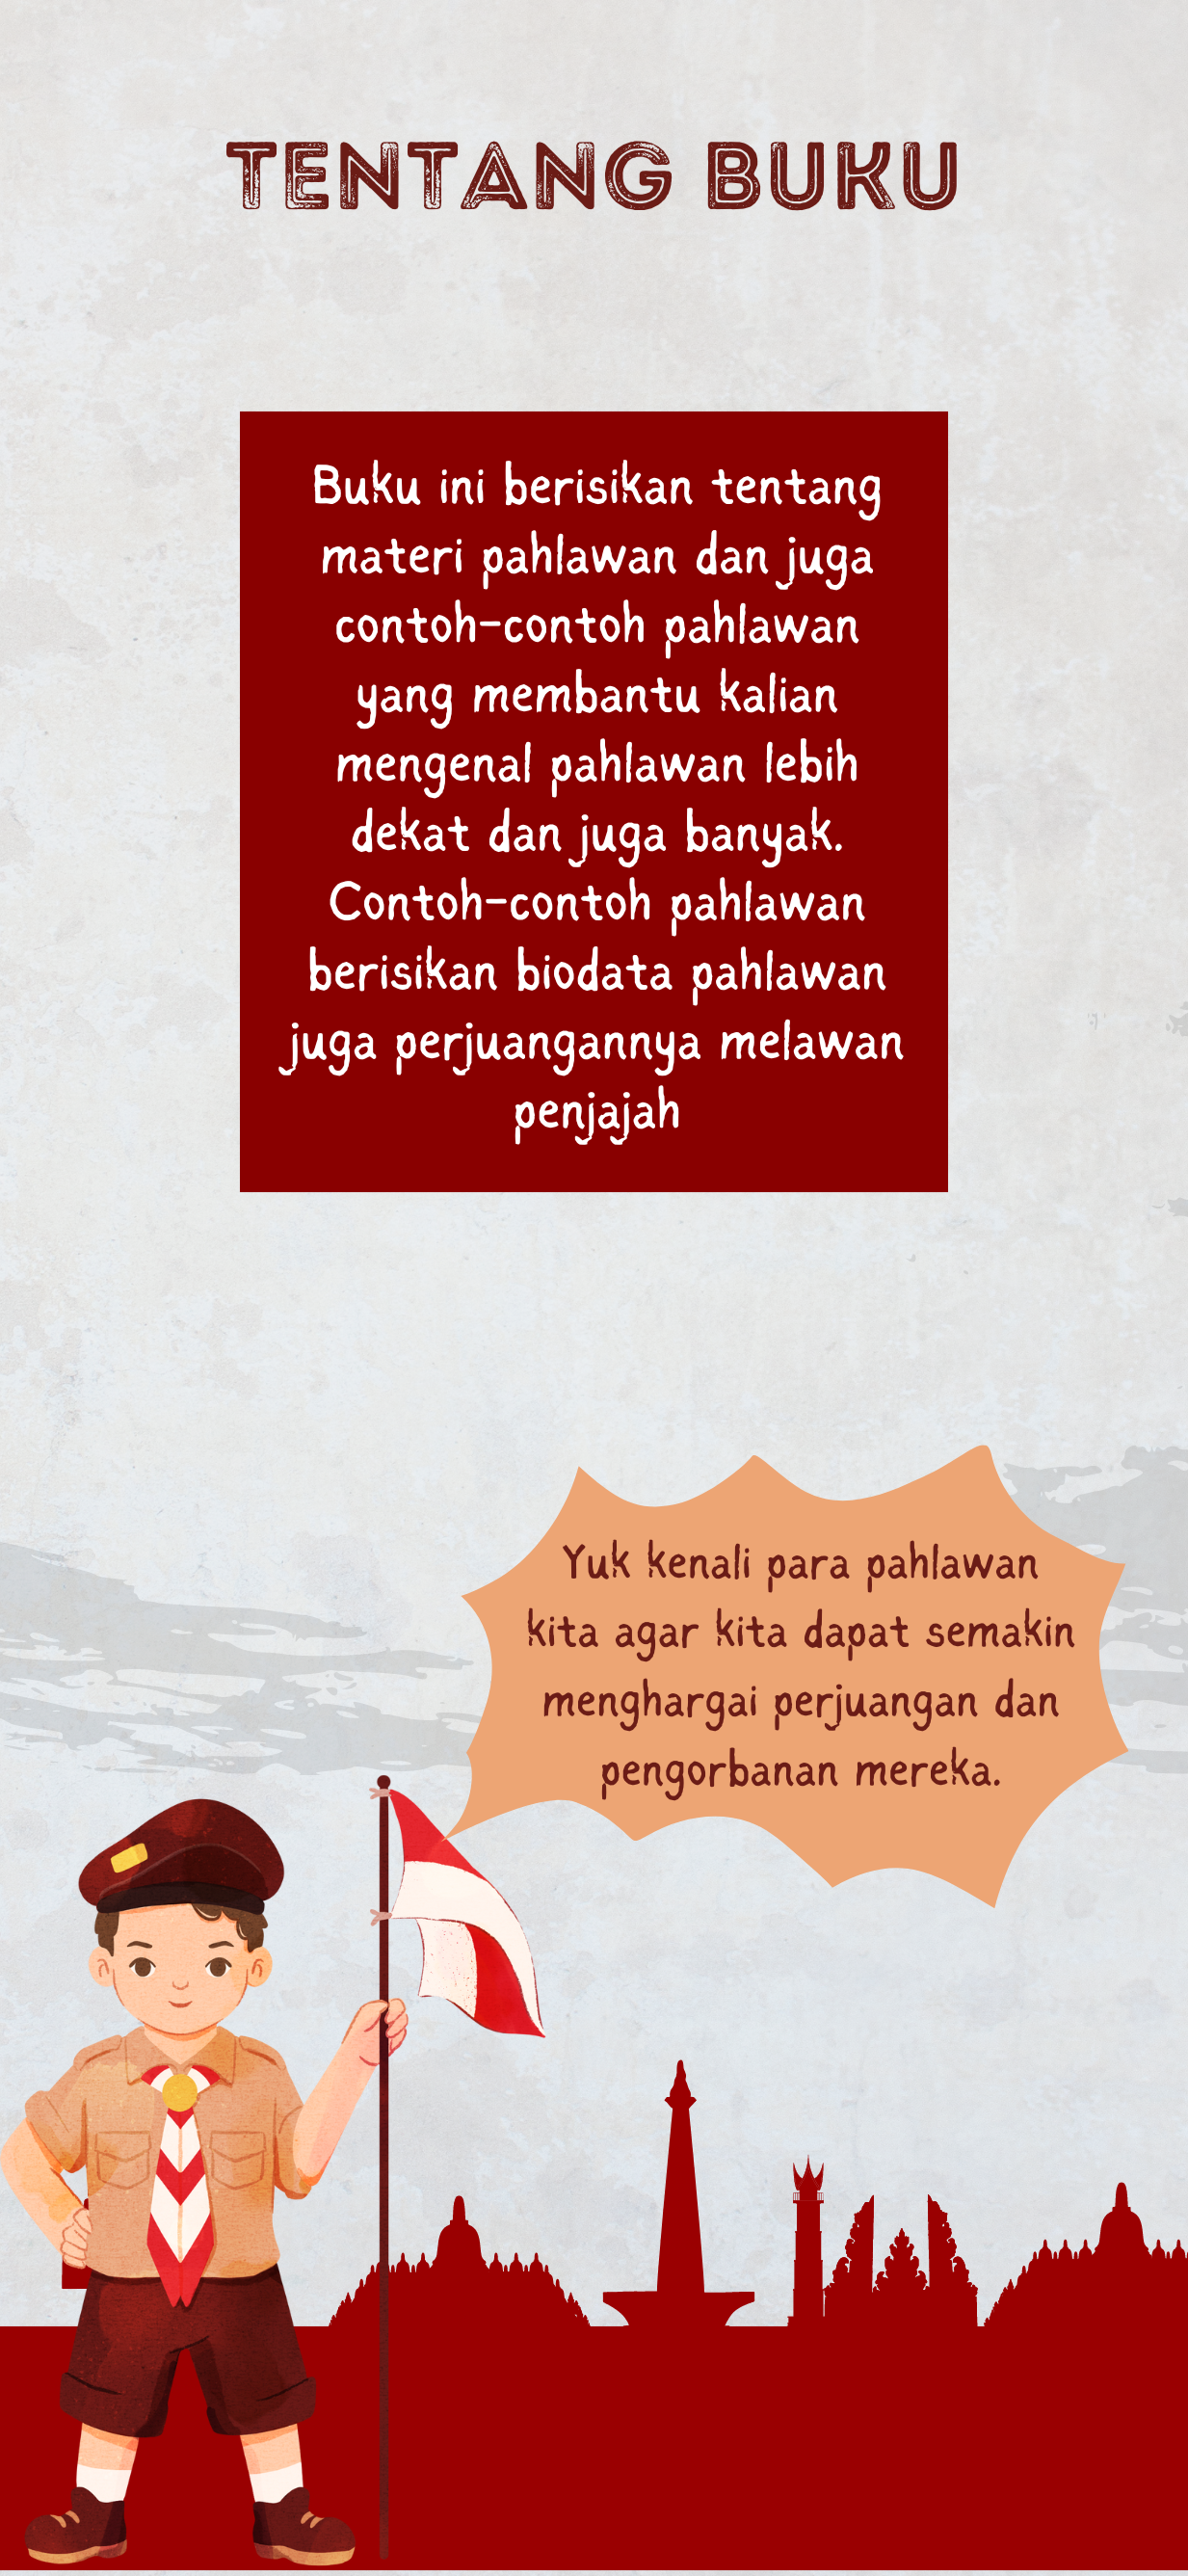 TENTANG BUKU
Buku ini berisikan tentang
materi pahlawan dan juga
contoh-contoh pahlawan
yang membantu kalian
mengenal pahlawan lebih
dekat dan juga banyak.
Contoh-contoh pahlawan
berisikan biodata pahlawan
juga perjuangannya melawan
penjajah
Yuk kenali para pahlawan
kita agar kita dapat semakin
menghargai perjuangan dan
pengorbanan mereka.